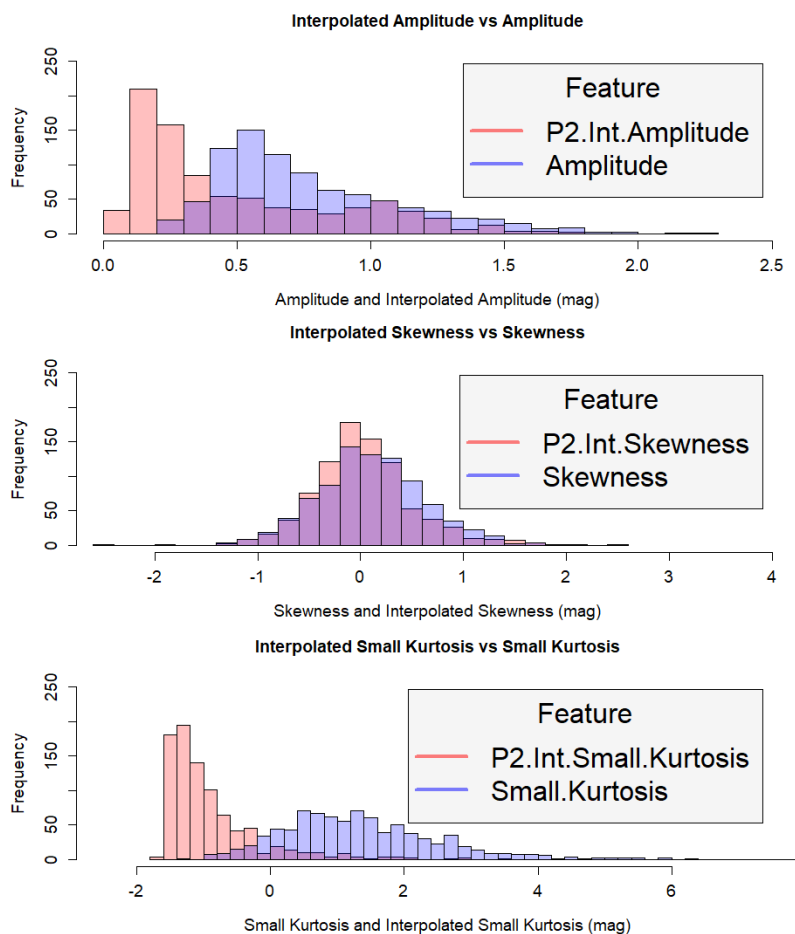 Interpolated Amplitude vs Amplitude
250
150
50
0
Frequency
Feature
P2.Int.Amplitude
Amplitude
0.0 0.5 1.0 1.5 2.0 2.5
Amplitude and Interpolated Amplitude (mag)
Interpolated Skewness vs Skewness
250
150
50
0
Frequency
Feature
P2.Int.Skewness
Skewness
-2 -1 0 1 2 3 4
Skewness and Interpolated Skewness (mag)
Interpolated Small Kurtosis vs Small Kurtosis
250
150
50
0
Frequency
Feature
P2.Int.Small.Kurtosis
Small.Kurtosis
-2 0 2 4 6
Small Kurtosis and Interpolated Small Kurtosis (mag)